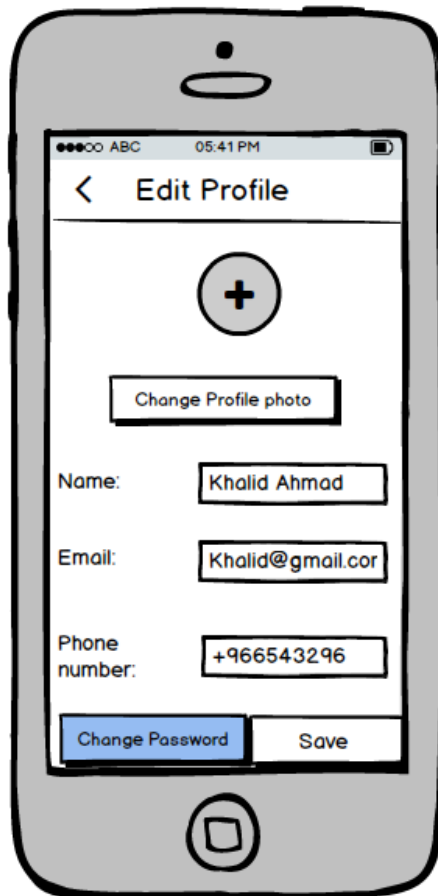 ABC 05:41 PM
< Edit Profile
+
Change Profile photo
Name: Khalid Ahmad
Email: Khalid@gmail.cor
Phone
number: +966543296
Change Password Save